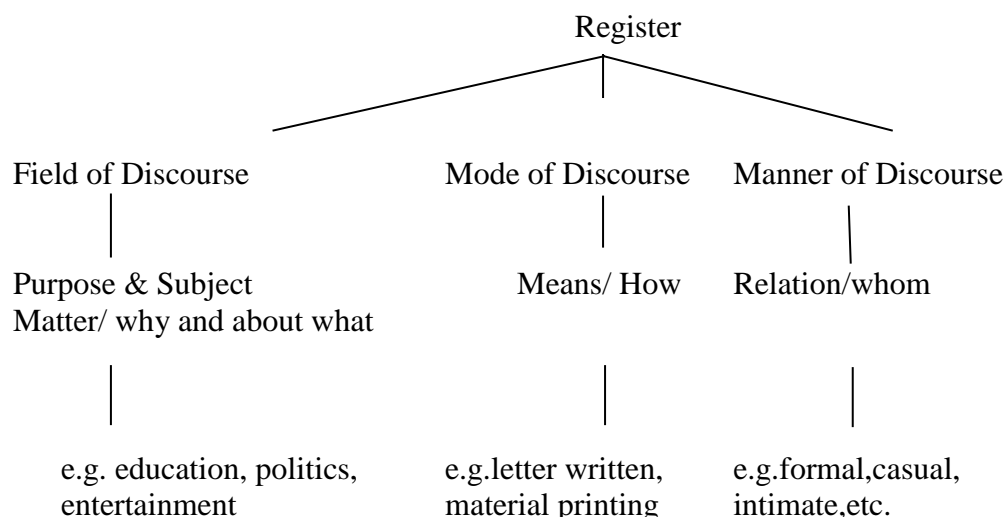 Register
Field of Discourse
Mode of Discourse
Manner of Discourse
Purpose & Subject
Matter/ why and about what
Means/ How
Relation/whom
e.g. education, politics,
entertainment
e.g.letter written,
material printing
e.g.formal,casual,
intimate,etc.